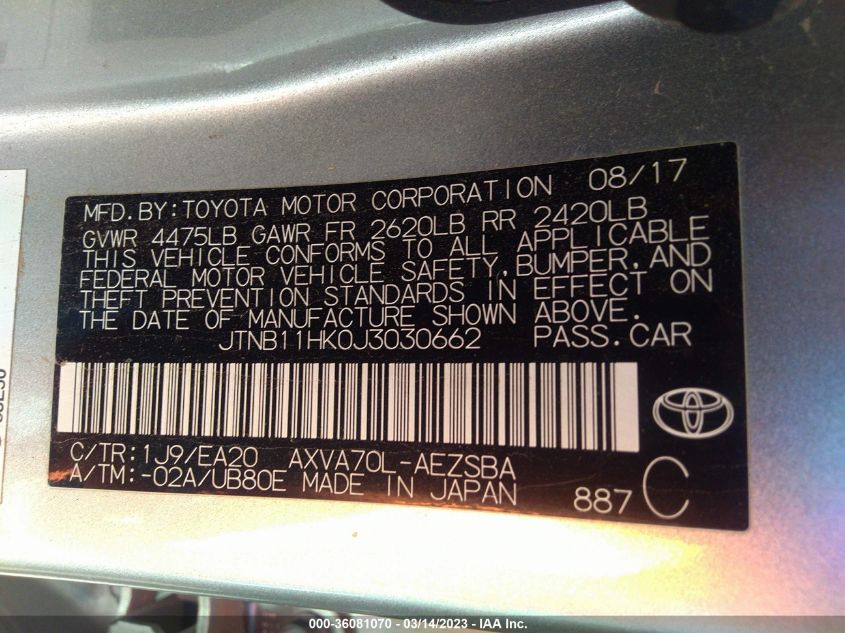 MFD.BY:TOYOTA MOTOR CORPORATION 08/17
GVWR 4475LB GAWR FR 2620LB RR 2420LB
THIS VEHICLE CONFORMS TO ALL APPLICABLE
FEDERAL MOTOR VEHICLE SAFETY,BUMPER,AND
THEFT PREVENTION STANDARDS IN EFFECT ON
THE DATE OF MANUFACTURE SHOWN ABOVE.
JTNB11HK0J3030662 PASS.CAR
C/TR:1J9/EA20 AXVA70L-AEZSBA
A/TM:-02A/UB80E MADE IN JAPAN 887 C
000-36081070 - 03/14/2023 - IAA Inc.